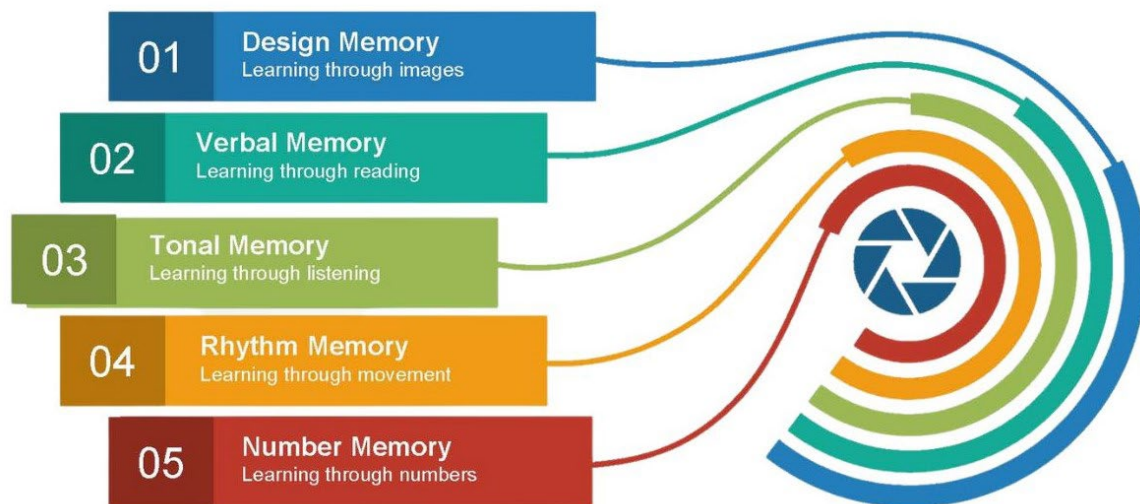 01
Design Memory
Learning through images
02
Verbal Memory
Learning through reading
03
Tonal Memory
Learning through listening
04
Rhythm Memory
Learning through movement
05
Number Memory
Learning through numbers